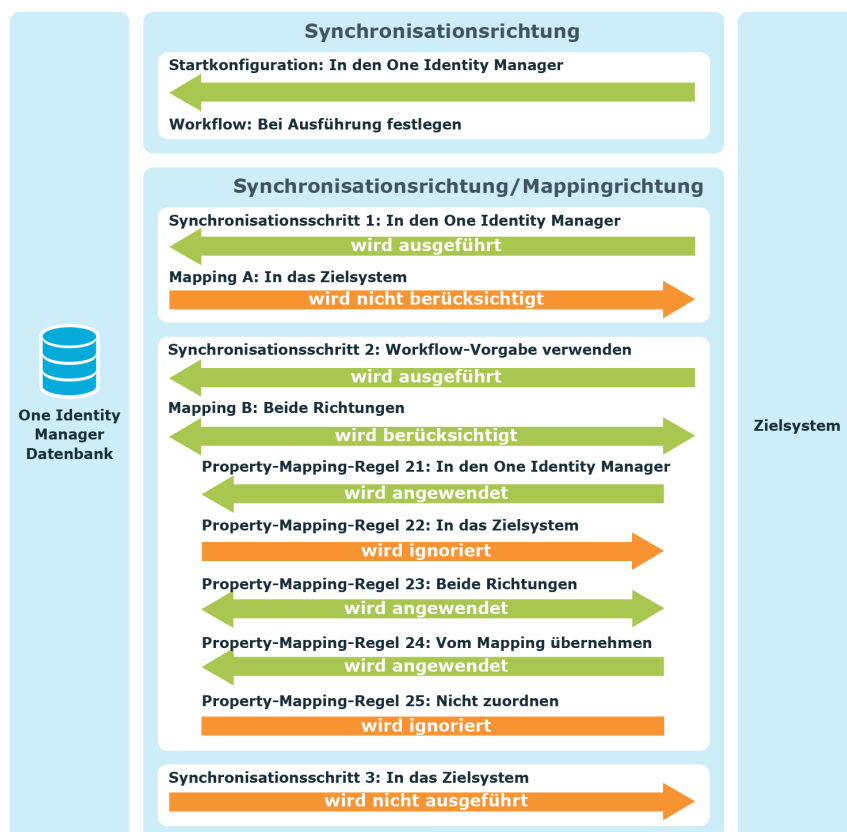 Synchronisationsrichtung
Startkonfiguration: In den One Identity Manager
Workflow: Bei Ausführung festlegen
Synchronisationsrichtung/Mappingrichtung
Synchronisationsschritt 1: In den One Identity Manager
wird ausgeführt
Mapping A: In das Zielsystem
wird nicht berücksichtigt
Synchronisationsschritt 2: Workflow-Vorgabe verwenden
wird ausgeführt
Mapping B: Beide Richtungen
wird berücksichtigt
Property-Mapping-Regel 21: In den One Identity Manager
wird angewendet
Property-Mapping-Regel 22: In das Zielsystem
wird ignoriert
Property-Mapping-Regel 23: Beide Richtungen
wird angewendet
Property-Mapping-Regel 24: Vom Mapping übernehmen
wird angewendet
Property-Mapping-Regel 25: Nicht zuordnen
wird ignoriert
Synchronisationsschritt 3: In das Zielsystem
wird nicht ausgeführt
One Identity
Manager
Datenbank
Zielsystem